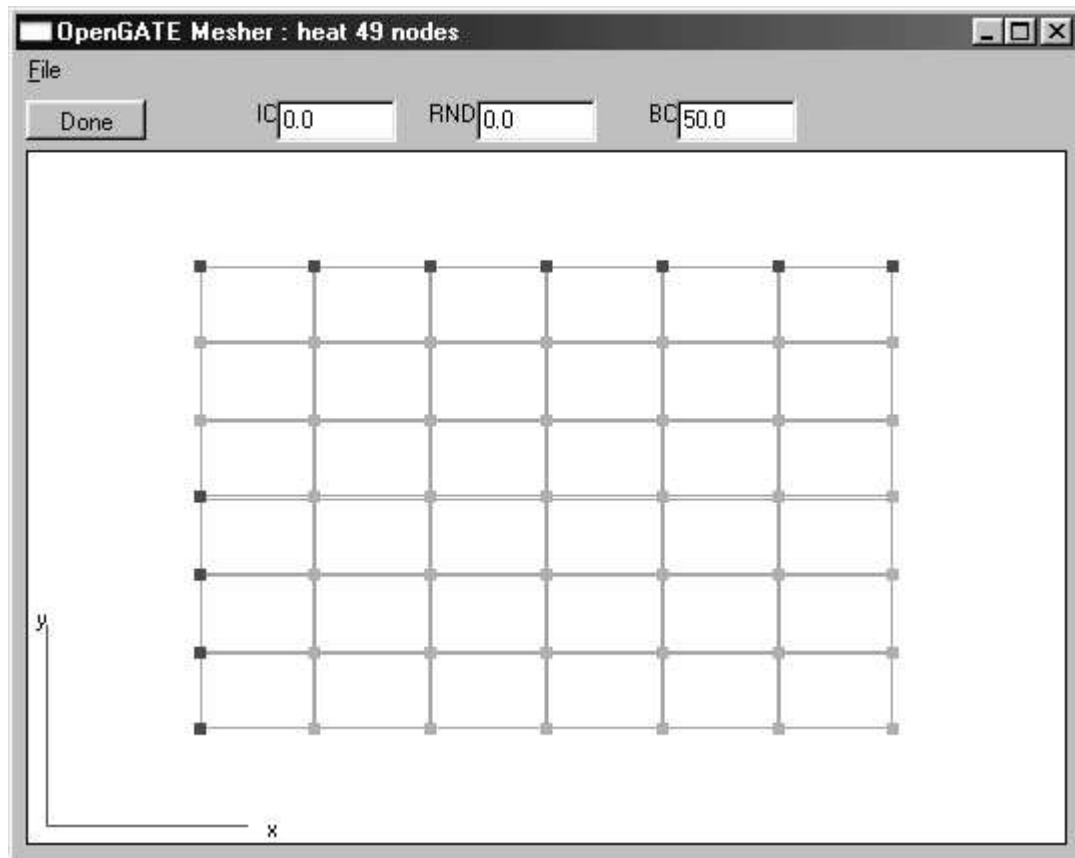 OpenGATE Mesher : heat 49 nodes
File
Done IC 0.0 RND 0.0 BC 50.0
y
x